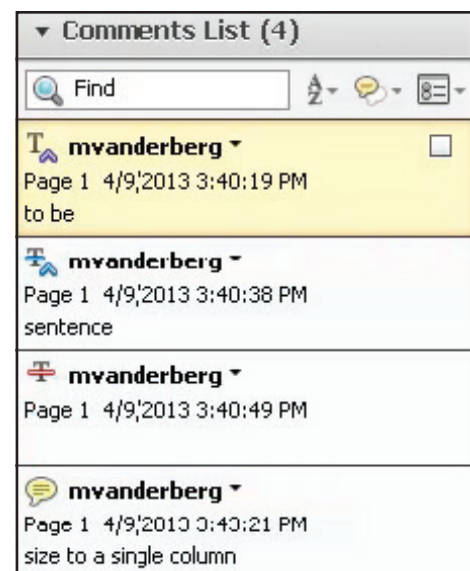 Comments List (4)
Find
mvanderberg
Page 1 4/9/2013 3:40:19 PM
to be
mvanderberg
Page 1 4/9/2013 3:40:38 PM
sentence
mvanderberg
Page 1 4/9/2013 3:40:49 PM
mvanderberg
Page 1 4/9/2013 3:43:21 PM
size to a single column